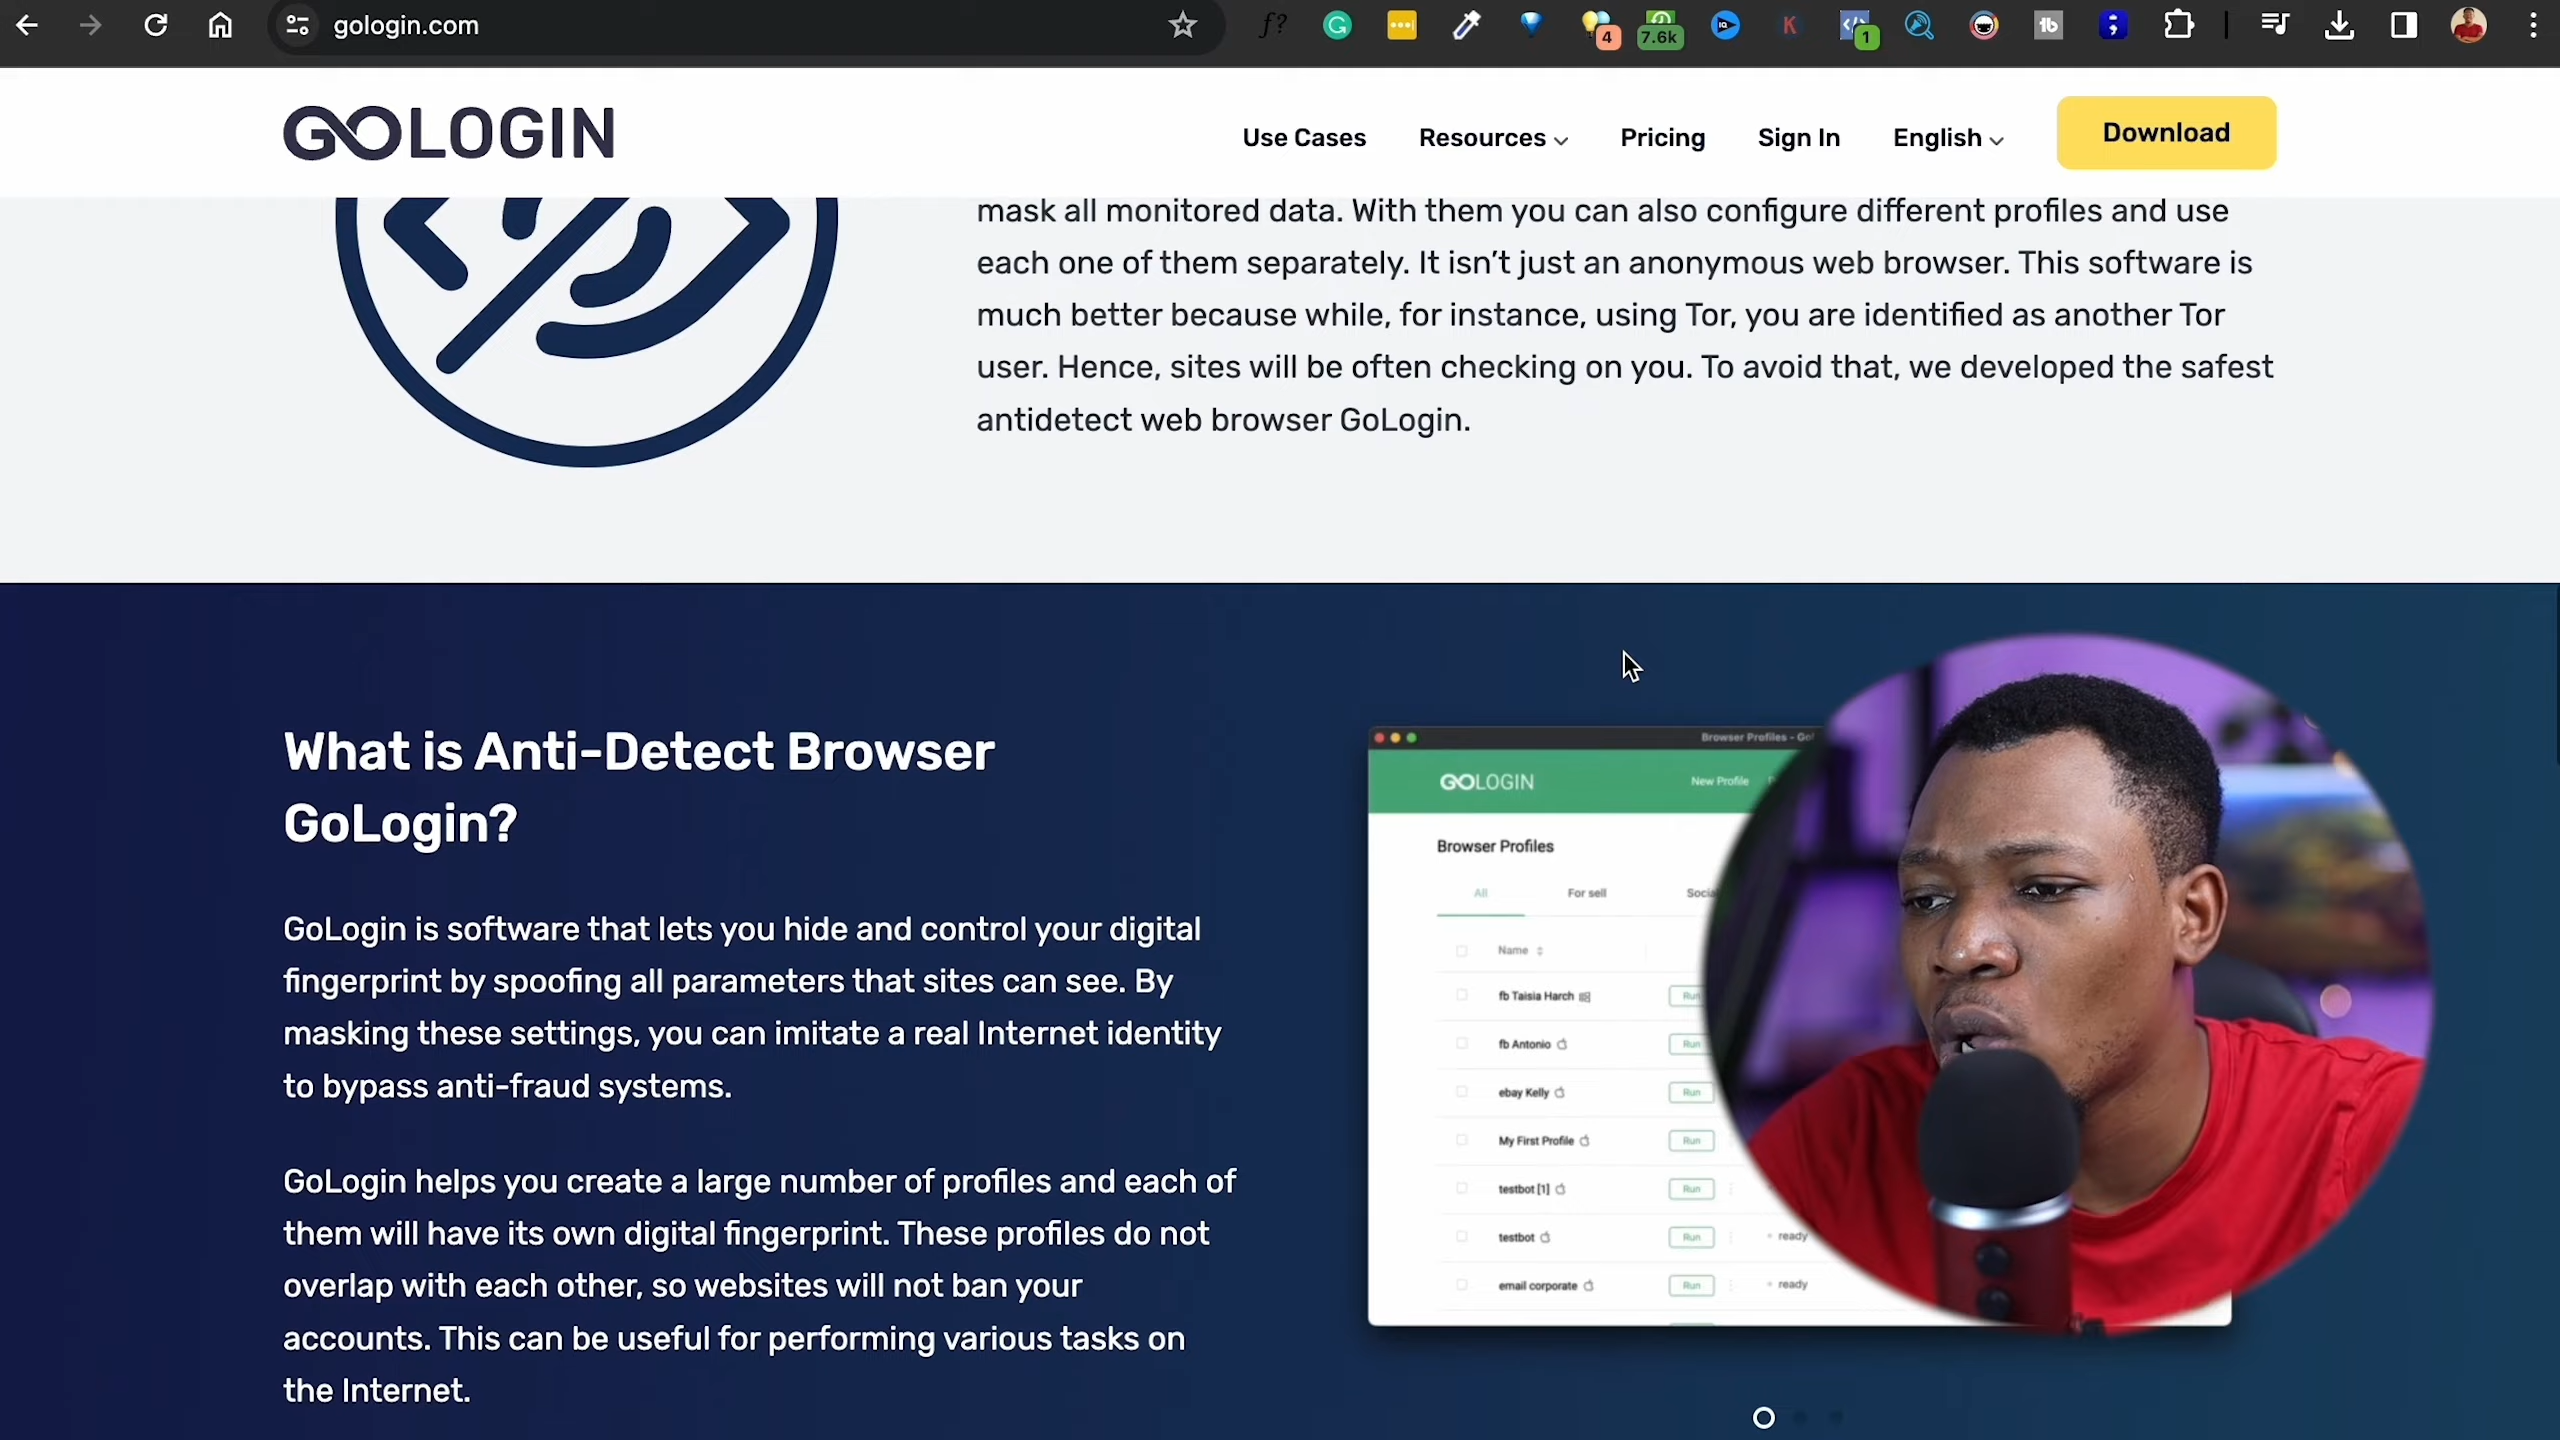 gologin.com
f?
4
7.6k
1
GOLOGIN
Use Cases
Resources
Pricing
Sign In
English
Download
mask all monitored data. With them you can also configure different profiles and use
each one of them separately. It isn’t just an anonymous web browser. This software is
much better because while, for instance, using Tor, you are identified as another Tor
user. Hence, sites will be often checking on you. To avoid that, we developed the safest
antidetect web browser GoLogin.
What is Anti-Detect Browser
GoLogin?
GoLogin is software that lets you hide and control your digital
fingerprint by spoofing all parameters that sites can see. By
masking these settings, you can imitate a real Internet identity
to bypass anti-fraud systems.
GoLogin helps you create a large number of profiles and each of
them will have its own digital fingerprint. These profiles do not
overlap with each other, so websites will not ban your
accounts. This can be useful for performing various tasks on
the Internet.
Browser Profiles -
GOLOGIN
New Profile
Browser Profiles
All
For sell
Name
fb Taisia Harch
Run
fb Antonio
Run
ebay Kelly
Run
My First Profile
Run
testbot [1]
Run
testbot
Run
ready
email corporate
Run
ready